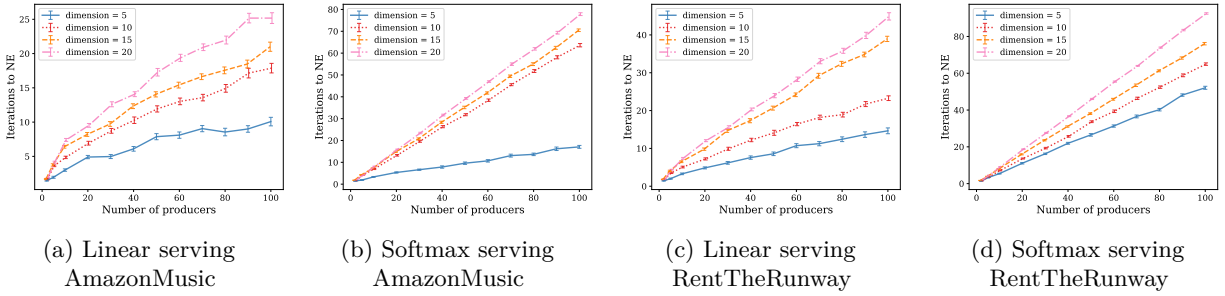 Iterations to NE
25
20
15
10
5
dimension = 5
dimension = 10
dimension = 15
dimension = 20
0 20 40 60 80 100
Number of producers
(a) Linear serving
AmazonMusic
Iterations to NE
80
70
60
50
40
30
20
10
0
dimension = 5
dimension = 10
dimension = 15
dimension = 20
0 20 40 60 80 100
Number of producers
(b) Softmax serving
AmazonMusic
Iterations to NE
40
30
20
10
0
dimension = 5
dimension = 10
dimension = 15
dimension = 20
0 20 40 60 80 100
Number of producers
(c) Linear serving
RentTheRunway
Iterations to NE
80
60
40
20
0
dimension = 5
dimension = 10
dimension = 15
dimension = 20
0 20 40 60 80 100
Number of producers
(d) Softmax serving
RentTheRunway